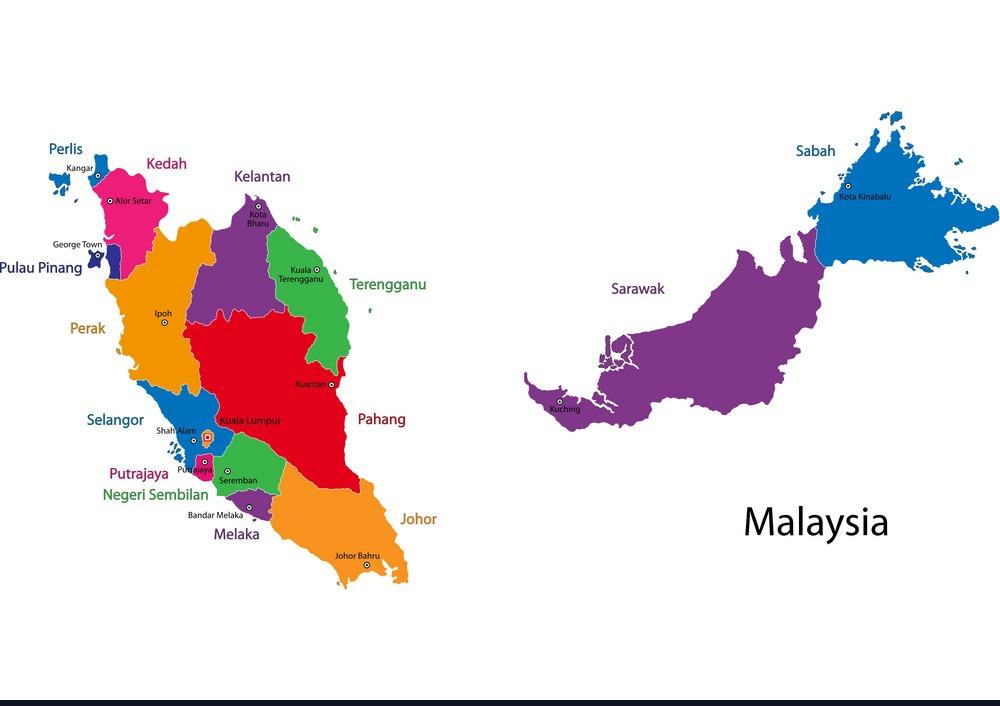 Perlis
Kangar
Kedah
Alor Setar
Kelantan
Kota
Bharu
George Town
Pulau Pinang
Kuala
Terengganu
Terengganu
Ipoh
Perak
Kuantan
Pahang
Selangor
Kuala Lumpur
Shah Alam
Putrajaya
Putrajaya
Seremban
Negeri Sembilan
Bandar Melaka
Melaka
Johor
Johor Bahru
Sabah
Kota Kinabalu
Sarawak
Kuching
Malaysia